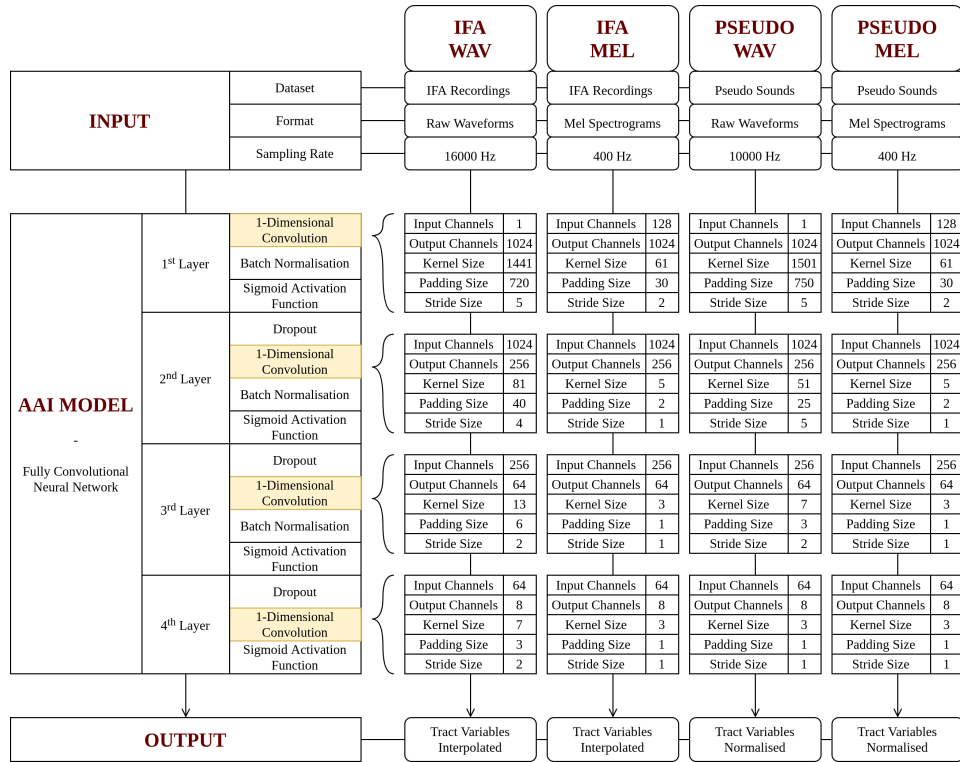 IFA
WAV
IFA
MEL
PSEUDO
WAV
PSEUDO
MEL
INPUT
Dataset
IFA Recordings
IFA Recordings
Pseudo Sounds
Pseudo Sounds
Format
Raw Waveforms
Mel Spectrograms
Raw Waveforms
Mel Spectrograms
Sampling Rate
16000 Hz
400 Hz
10000 Hz
400 Hz
AAI MODEL
-
Fully Convolutional
Neural Network
1st Layer
1-Dimensional
Convolution
Batch Normalisation
Sigmoid Activation
Function
Input Channels 1
Output Channels 1024
Kernel Size 1441
Padding Size 720
Stride Size 5
Input Channels 128
Output Channels 1024
Kernel Size 61
Padding Size 30
Stride Size 2
Input Channels 1
Output Channels 1024
Kernel Size 1501
Padding Size 750
Stride Size 5
Input Channels 128
Output Channels 1024
Kernel Size 61
Padding Size 30
Stride Size 2
2nd Layer
Dropout
1-Dimensional
Convolution
Batch Normalisation
Sigmoid Activation
Function
Input Channels 1024
Output Channels 256
Kernel Size 81
Padding Size 40
Stride Size 4
Input Channels 1024
Output Channels 256
Kernel Size 5
Padding Size 2
Stride Size 1
Input Channels 1024
Output Channels 256
Kernel Size 51
Padding Size 25
Stride Size 5
Input Channels 1024
Output Channels 256
Kernel Size 5
Padding Size 2
Stride Size 1
3rd Layer
Dropout
1-Dimensional
Convolution
Batch Normalisation
Sigmoid Activation
Function
Input Channels 256
Output Channels 64
Kernel Size 13
Padding Size 6
Stride Size 2
Input Channels 256
Output Channels 64
Kernel Size 3
Padding Size 1
Stride Size 1
Input Channels 256
Output Channels 64
Kernel Size 7
Padding Size 3
Stride Size 2
Input Channels 256
Output Channels 64
Kernel Size 3
Padding Size 1
Stride Size 1
4th Layer
Dropout
1-Dimensional
Convolution
Sigmoid Activation
Function
Input Channels 64
Output Channels 8
Kernel Size 7
Padding Size 3
Stride Size 2
Input Channels 64
Output Channels 8
Kernel Size 3
Padding Size 1
Stride Size 1
Input Channels 64
Output Channels 8
Kernel Size 3
Padding Size 1
Stride Size 1
Input Channels 64
Output Channels 8
Kernel Size 3
Padding Size 1
Stride Size 1
OUTPUT
Tract Variables
Interpolated
Tract Variables
Interpolated
Tract Variables
Normalised
Tract Variables
Normalised